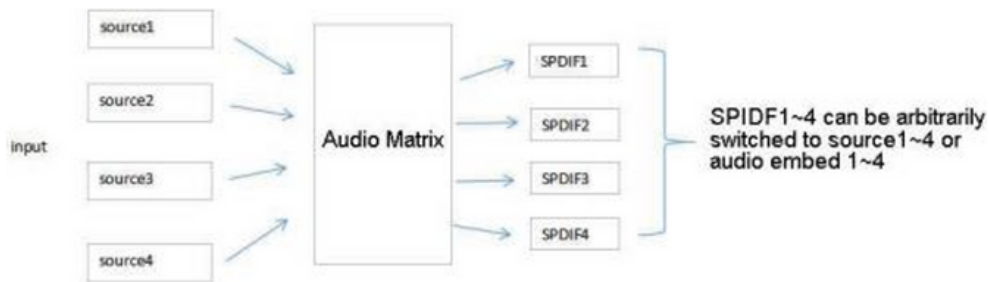 input
source1
source2
source3
source4
Audio Matrix
SPDIF1
SPDIF2
SPDIF3
SPDIF4
SPIDF1~4 can be arbitrarily
switched to source1~4 or
audio embed 1~4